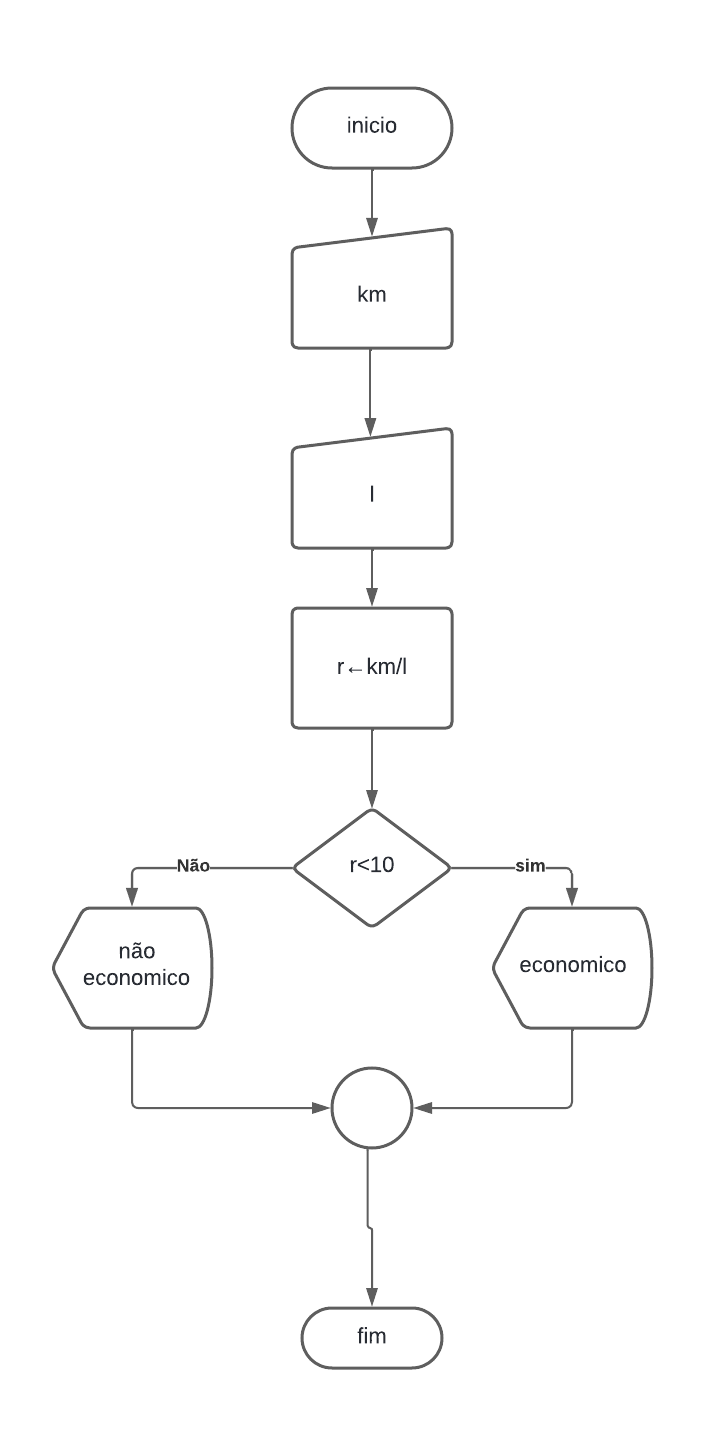 inicio
km
l
r←km/l
r<10
Não
sim
não
economico
economico
fim